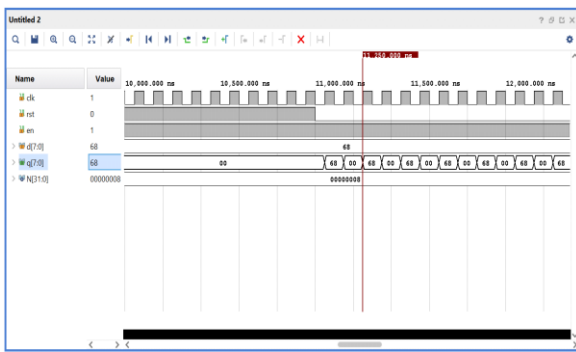 Untitled 2
11,250.000 ns
Name Value 10,000.000 ns 10,500.000 ns 11,000.000 ns 11,500.000 ns 12,000.000 ns
clk 1
rst 0
en 1
d[7:0] 68 68
q[7:0] 68 00 68 00 68 00 68 00 68 00 68 00 68 00 68
N[31:0] 00000008 00000008